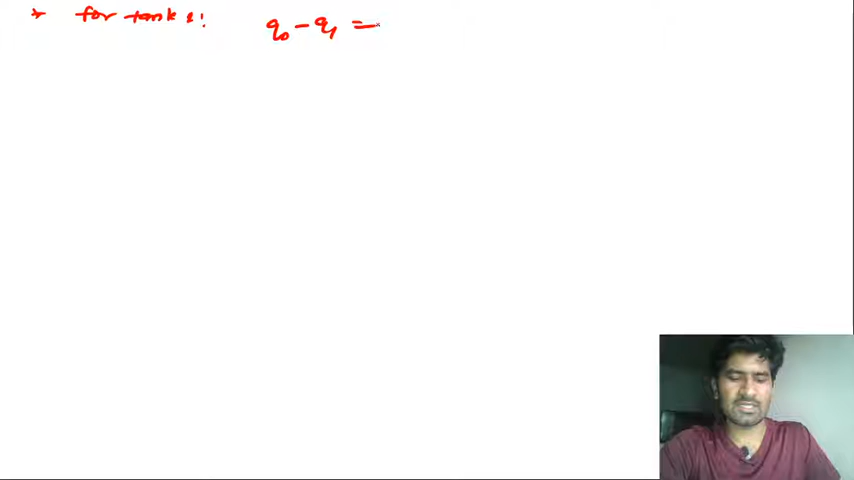 * for tank 1: q₀ - q₁ =